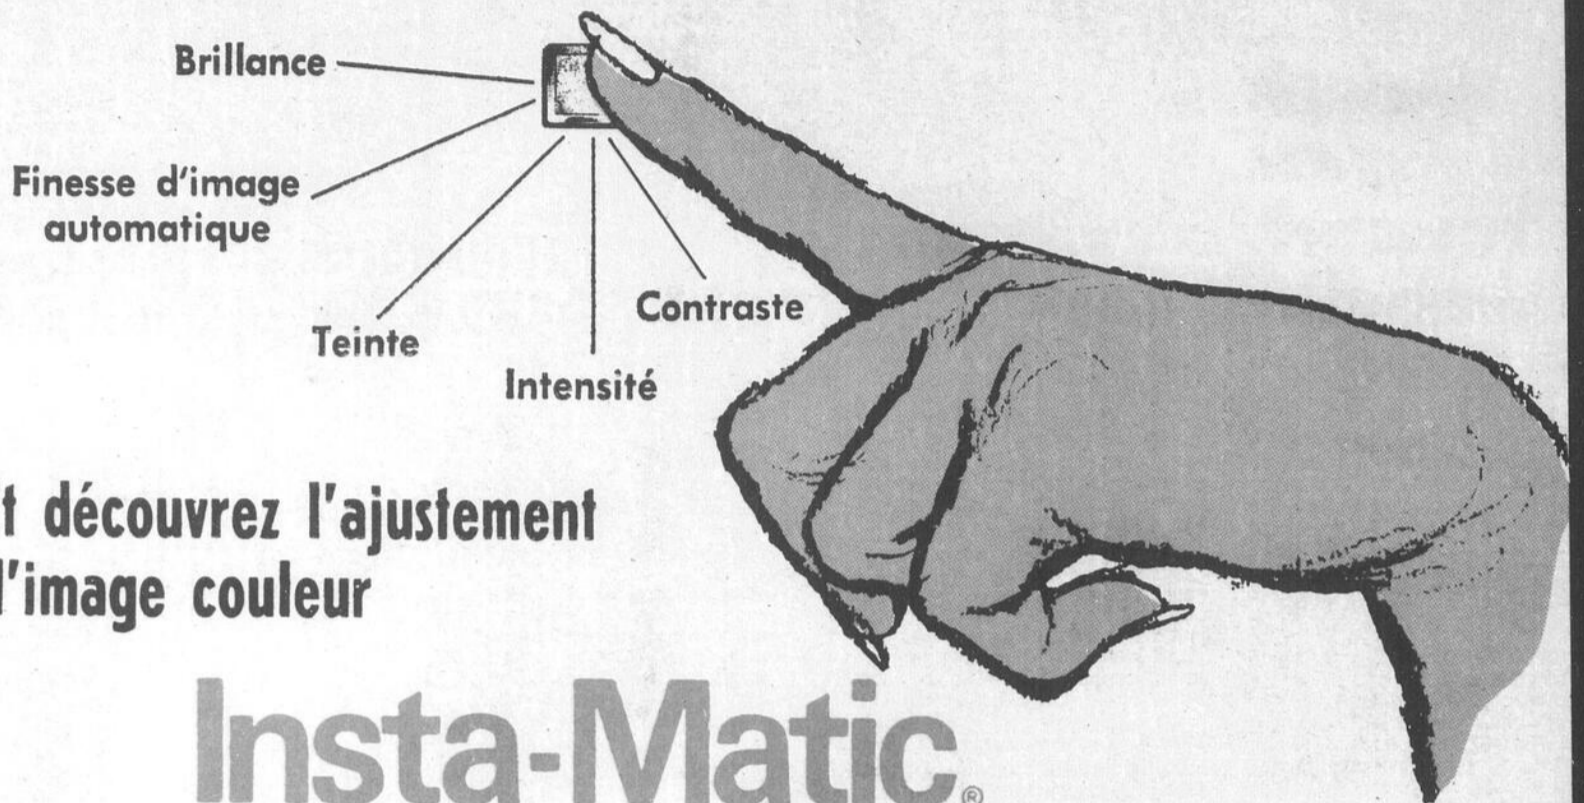 Brillance
Finesse d'image
automatique
Teinte
Intensité
Contraste
t découvrez l'ajustement
l'image couleur
Insta-Matic®